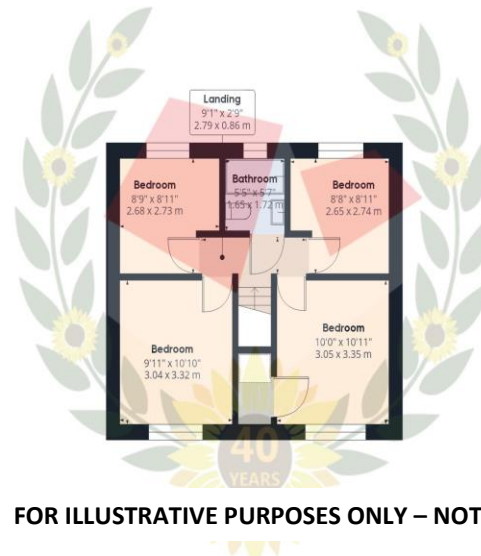 Landing
9'1" x 2'9"
2.79 x 0.86 m
Bedroom
8'9" x 8'11"
2.68 x 2.73 m
Bathroom
5'5" x 5'7"
1.65 x 1.72 m
Bedroom
8'8" x 8'11"
2.65 x 2.74 m
Bedroom
9'11" x 10'10"
3.04 x 3.32 m
Bedroom
10'0" x 10'11"
3.05 x 3.35 m
40
YEARS
FOR ILLUSTRATIVE PURPOSES ONLY – NOT